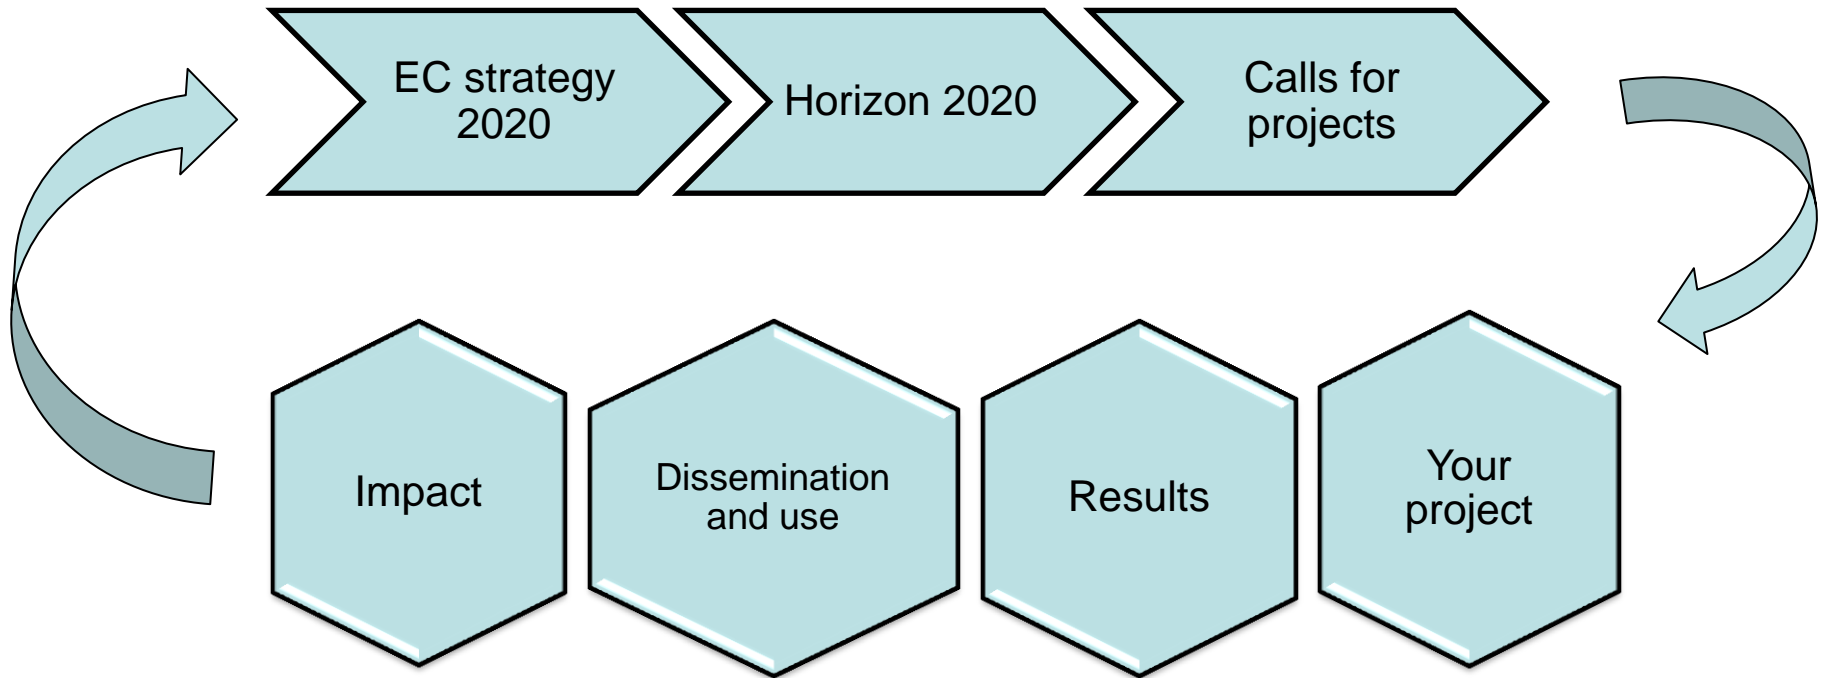 EC strategy
2020
Horizon 2020
Calls for
projects
Impact
Dissemination
and use
Results
Your
project